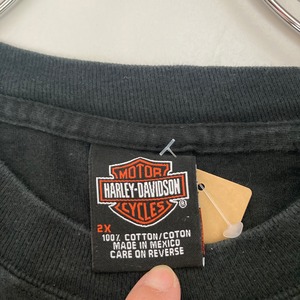 MOTOR
HARLEY-DAVIDSON
CYCLES
®
2X
100% COTTON/COTON
MADE IN MEXICO
CARE ON REVERSE